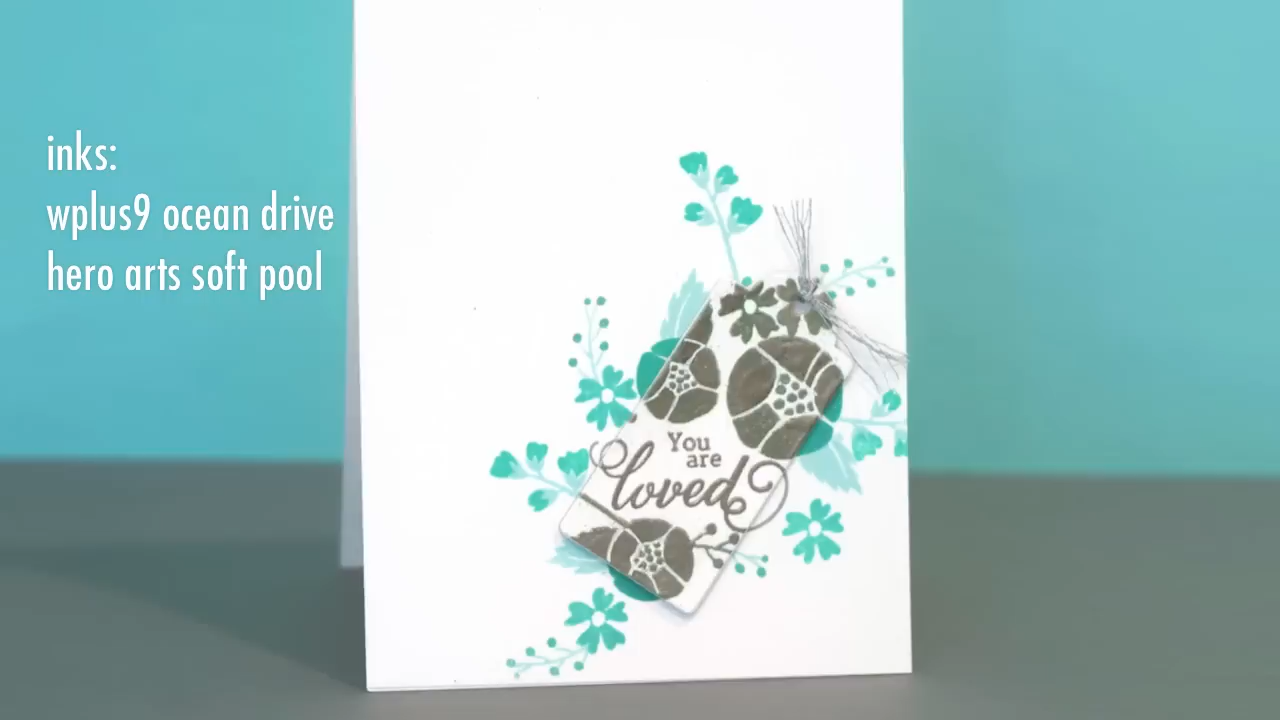 inks:
wplus9 ocean drive
hero arts soft pool
You
are
loved